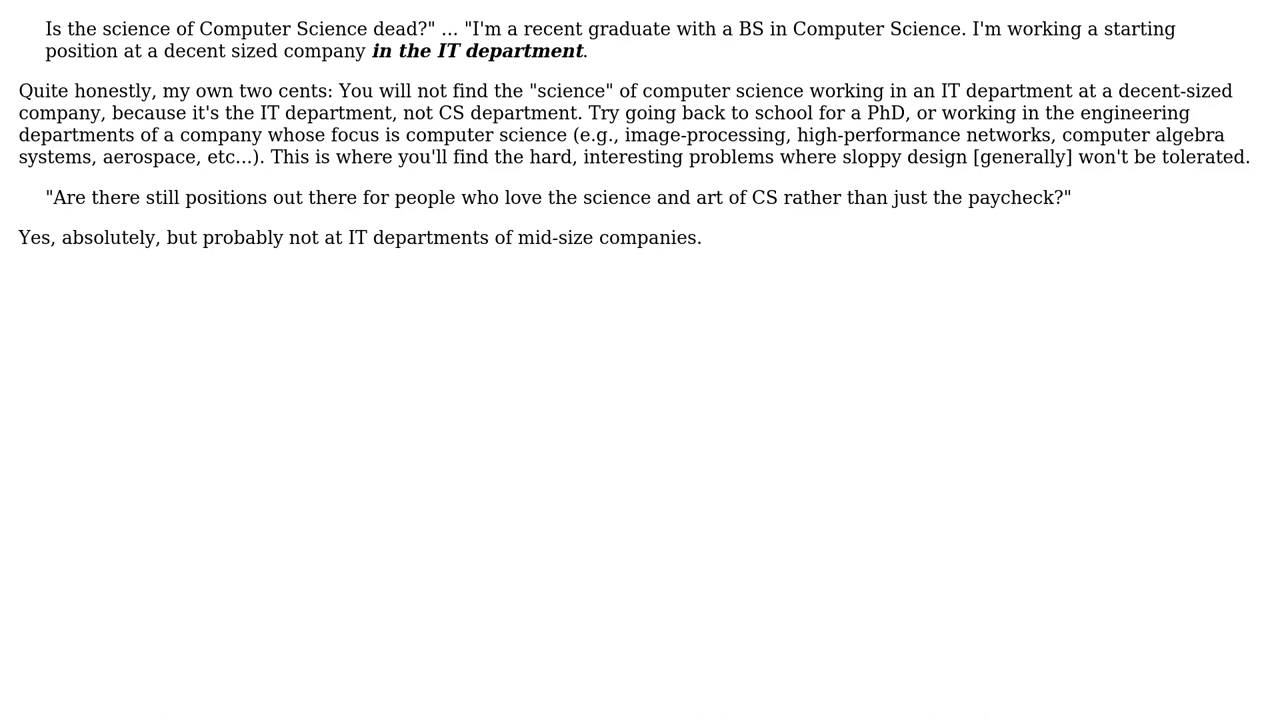 Is the science of Computer Science dead?" ... "I'm a recent graduate with a BS in Computer Science. I'm working a starting
position at a decent sized company in the IT department.
Quite honestly, my own two cents: You will not find the "science" of computer science working in an IT department at a decent-sized
company, because it's the IT department, not CS department. Try going back to school for a PhD, or working in the engineering
departments of a company whose focus is computer science (e.g., image-processing, high-performance networks, computer algebra
systems, aerospace, etc...). This is where you'll find the hard, interesting problems where sloppy design [generally] won't be tolerated.
"Are there still positions out there for people who love the science and art of CS rather than just the paycheck?"
Yes, absolutely, but probably not at IT departments of mid-size companies.